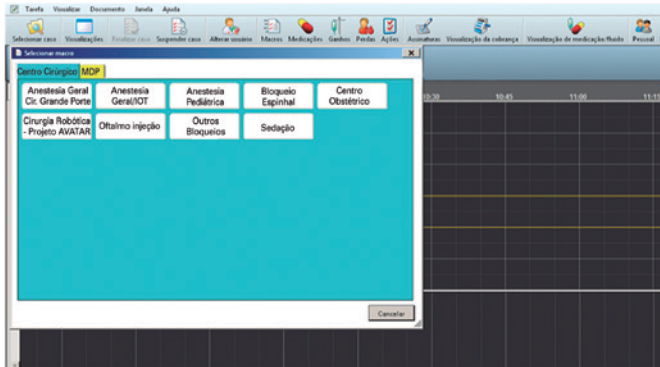 Tarefa Visualizar Documento Janela Ajuda
Selecionar caso Visualizações Finalizar caso Suspender caso Alterar usuário Macros Medicações Ganhos Perdas Ações Assinaturas Visualização da cobrança Visualização de medicação/fluido Pessoal
Selecionar macro
Centro Cirúrgico MDP
Anestesia Geral Cir. Grande Porte
Anestesia Geral/IOT
Anestesia Pediátrica
Bloqueio Espinhal
Centro Obstétrico
Cirurgia Robótica - Projeto AVATAR
Oftalmo injeção
Outros Bloqueios
Sedação
10:30 10:45 11:00 11:15
Cancelar